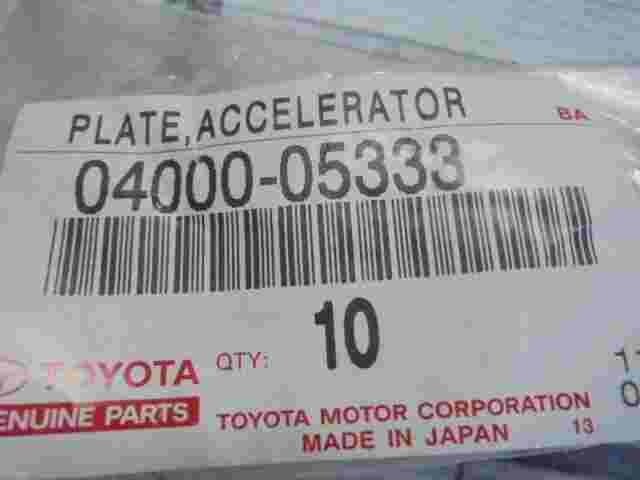 PLATE,ACCELERATOR BA
04000-05333
QTY: 10
TOYOTA
GENUINE PARTS
TOYOTA MOTOR CORPORATION
MADE IN JAPAN 13